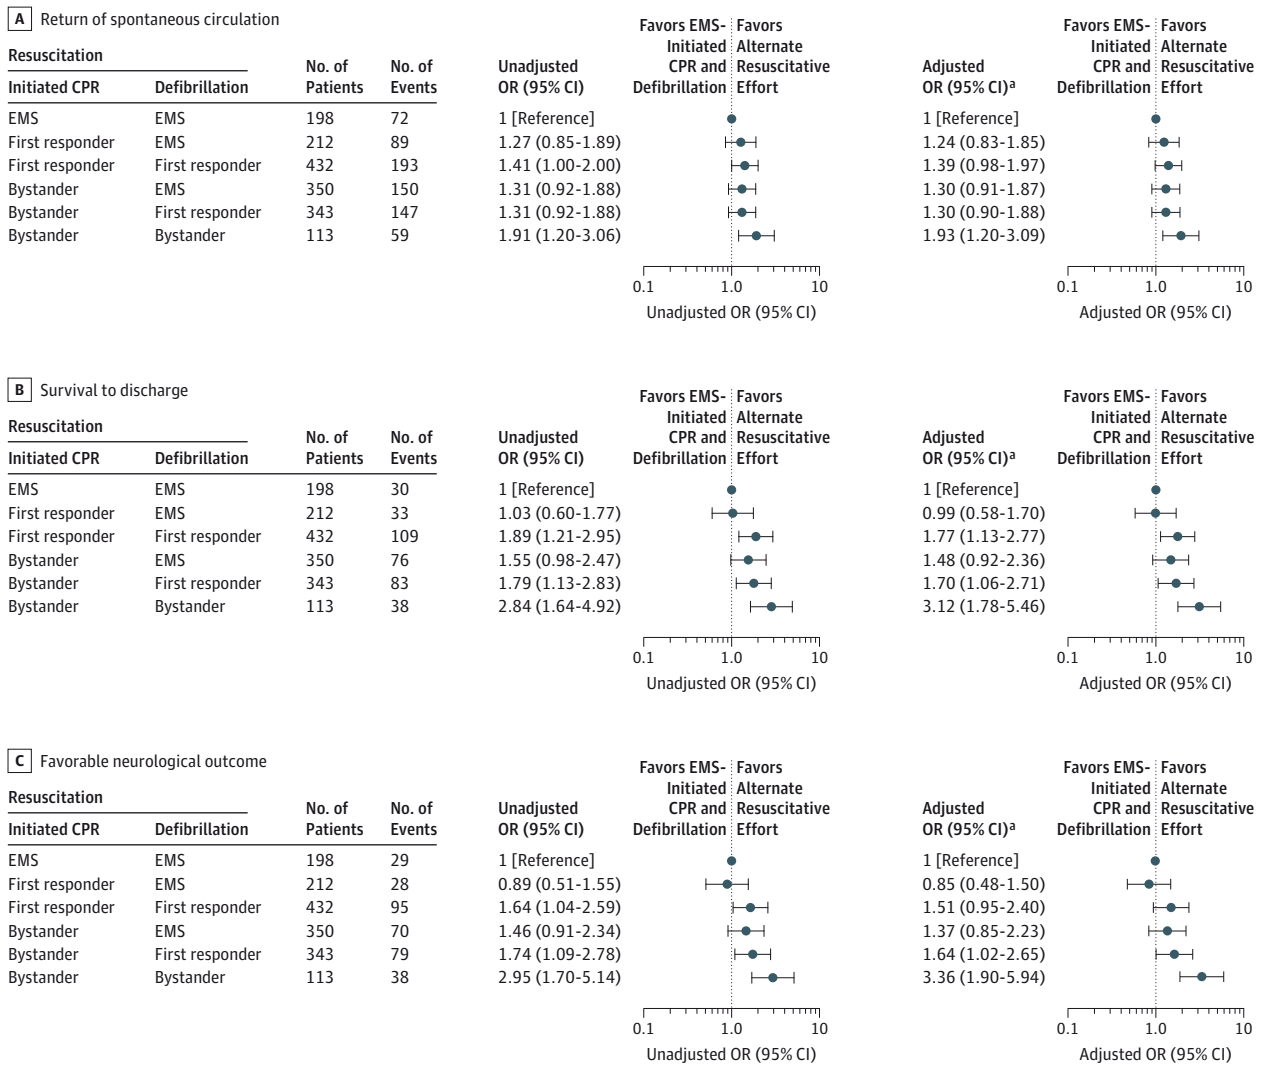 A Return of spontaneous circulation
Resuscitation
Initiated CPR Defibrillation No. of Patients No. of Events Unadjusted OR (95% CI) Favors EMS-Initiated CPR and Defibrillation Favors Alternate Resuscitative Effort Adjusted OR (95% CI)a Favors EMS-Initiated CPR and Defibrillation Favors Alternate Resuscitative Effort
EMS EMS 198 72 1 [Reference] 1 [Reference]
First responder EMS 212 89 1.27 (0.85-1.89) 1.24 (0.83-1.85)
First responder First responder 432 193 1.41 (1.00-2.00) 1.39 (0.98-1.97)
Bystander EMS 350 150 1.31 (0.92-1.88) 1.30 (0.91-1.87)
Bystander First responder 343 147 1.31 (0.92-1.88) 1.30 (0.90-1.88)
Bystander Bystander 113 59 1.91 (1.20-3.06) 1.93 (1.20-3.09)
0.1 1.0 10 0.1 1.0 10
Unadjusted OR (95% CI) Adjusted OR (95% CI)
B Survival to discharge
Resuscitation
Initiated CPR Defibrillation No. of Patients No. of Events Unadjusted OR (95% CI) Favors EMS-Initiated CPR and Defibrillation Favors Alternate Resuscitative Effort Adjusted OR (95% CI)a Favors EMS-Initiated CPR and Defibrillation Favors Alternate Resuscitative Effort
EMS EMS 198 30 1 [Reference] 1 [Reference]
First responder EMS 212 33 1.03 (0.60-1.77) 0.99 (0.58-1.70)
First responder First responder 432 109 1.89 (1.21-2.95) 1.77 (1.13-2.77)
Bystander EMS 350 76 1.55 (0.98-2.47) 1.48 (0.92-2.36)
Bystander First responder 343 83 1.79 (1.13-2.83) 1.70 (1.06-2.71)
Bystander Bystander 113 38 2.84 (1.64-4.92) 3.12 (1.78-5.46)
0.1 1.0 10 0.1 1.0 10
Unadjusted OR (95% CI) Adjusted OR (95% CI)
C Favorable neurological outcome
Resuscitation
Initiated CPR Defibrillation No. of Patients No. of Events Unadjusted OR (95% CI) Favors EMS-Initiated CPR and Defibrillation Favors Alternate Resuscitative Effort Adjusted OR (95% CI)a Favors EMS-Initiated CPR and Defibrillation Favors Alternate Resuscitative Effort
EMS EMS 198 29 1 [Reference] 1 [Reference]
First responder EMS 212 28 0.89 (0.51-1.55) 0.85 (0.48-1.50)
First responder First responder 432 95 1.64 (1.04-2.59) 1.51 (0.95-2.40)
Bystander EMS 350 70 1.46 (0.91-2.34) 1.37 (0.85-2.23)
Bystander First responder 343 79 1.74 (1.09-2.78) 1.64 (1.02-2.65)
Bystander Bystander 113 38 2.95 (1.70-5.14) 3.36 (1.90-5.94)
0.1 1.0 10 0.1 1.0 10
Unadjusted OR (95% CI) Adjusted OR (95% CI)